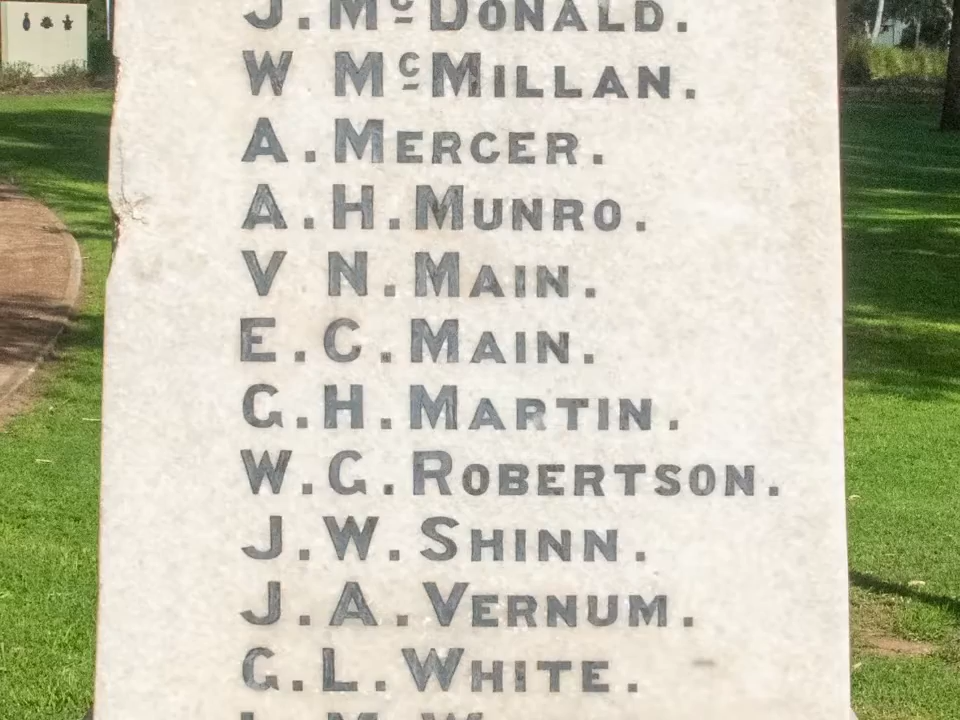 J. McDONALD.
W McMILLAN.
A. MERCER.
A.H. MUNRO.
V N. MAIN.
E.C. MAIN.
G.H. MARTIN.
W.G. ROBERTSON.
J.W. SHINN.
J.A. VERNUM.
G.L. WHITE.